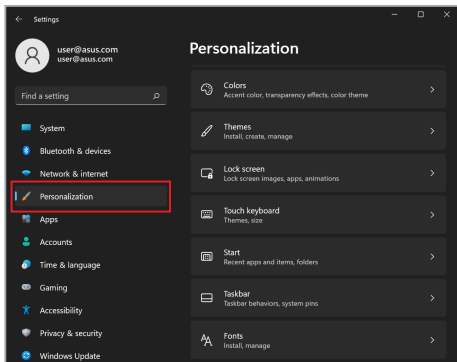 Settings
user@asus.com
user@asus.com
Find a setting
System
Bluetooth & devices
Network & internet
Personalization
Apps
Accounts
Time & language
Gaming
Accessibility
Privacy & security
Windows Update
Personalization
Colors
Accent color, transparency effects, color theme
Themes
Install, create, manage
Lock screen
Lock screen images, apps, animations
Touch keyboard
Themes, size
Start
Recent apps and items, folders
Taskbar
Taskbar behaviors, system pins
Fonts
Install, manage